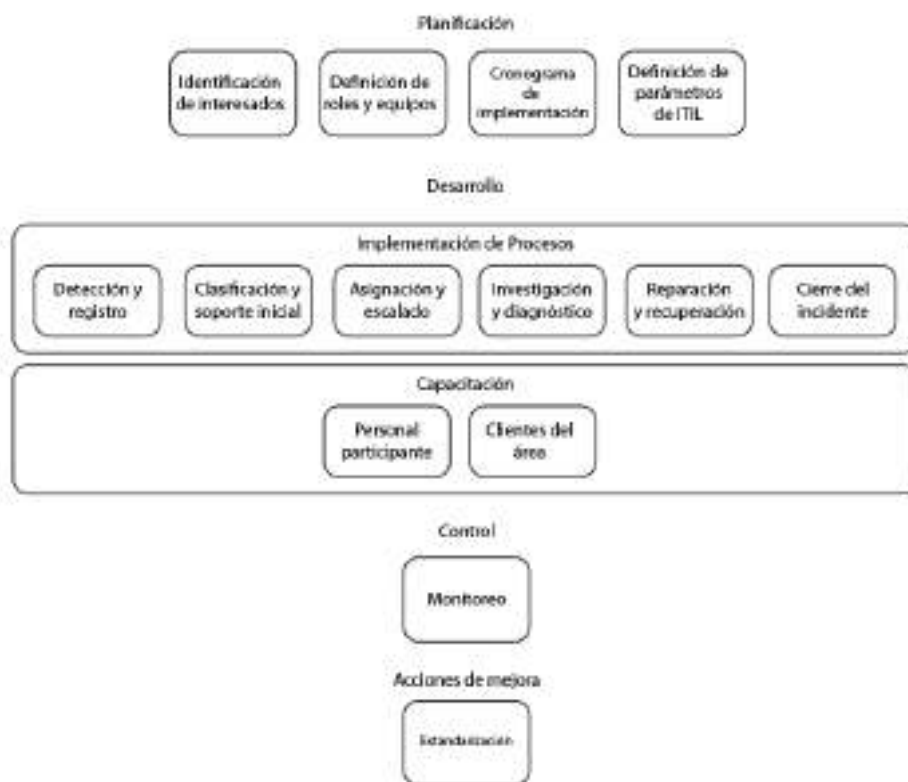 Planificación
Identificación
de interesados
Definición de
roles y equipos
Cronograma
de
implementación
Definición de
parámetros
de ITIL
Desarrollo
Implementación de Procesos
Detección y
registro
Clasificación y
soporte inicial
Asignación y
escalado
Investigación
y diagnóstico
Reparación
y recuperación
Cierre del
incidente
Capacitación
Personal
participante
Clientes del
área
Control
Monitoreo
Acciones de mejora
Estandarización